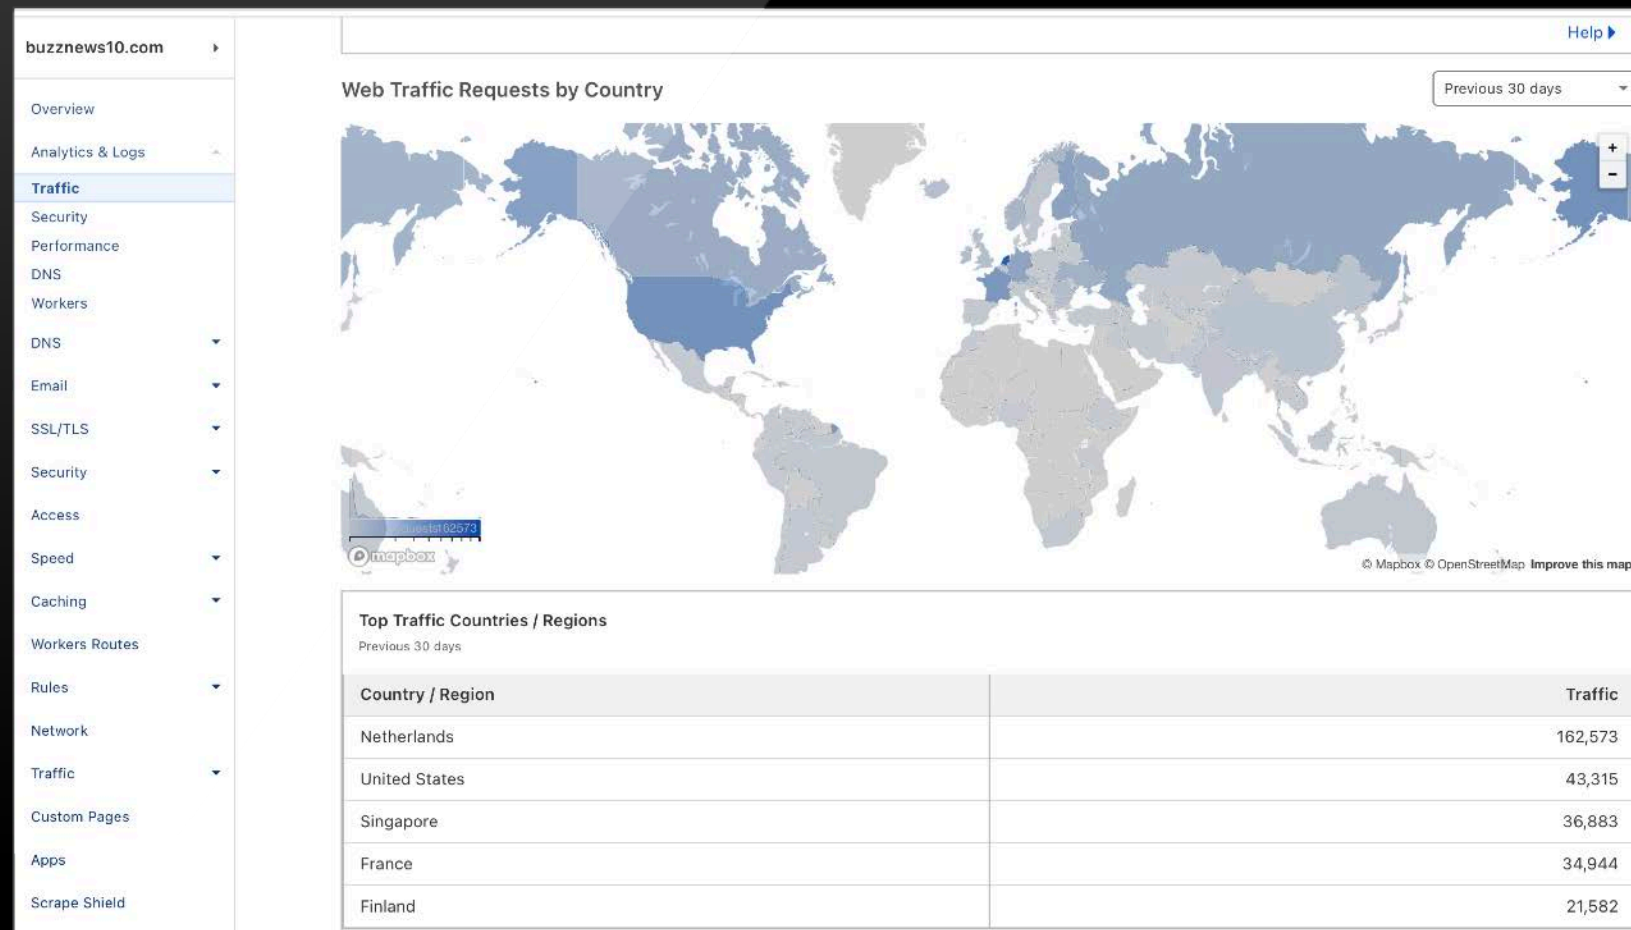 buzznews10.com
Overview
Analytics & Logs
Traffic
Security
Performance
DNS
Workers
DNS
Email
SSL/TLS
Security
Access
Speed
Caching
Workers Routes
Rules
Network
Traffic
Custom Pages
Apps
Scrape Shield
Help
Web Traffic Requests by Country
Previous 30 days
+
-
162573
mapbox
© Mapbox © OpenStreetMap Improve this map
Top Traffic Countries / Regions
Previous 30 days
Country / Region Traffic
Netherlands 162,573
United States 43,315
Singapore 36,883
France 34,944
Finland 21,582